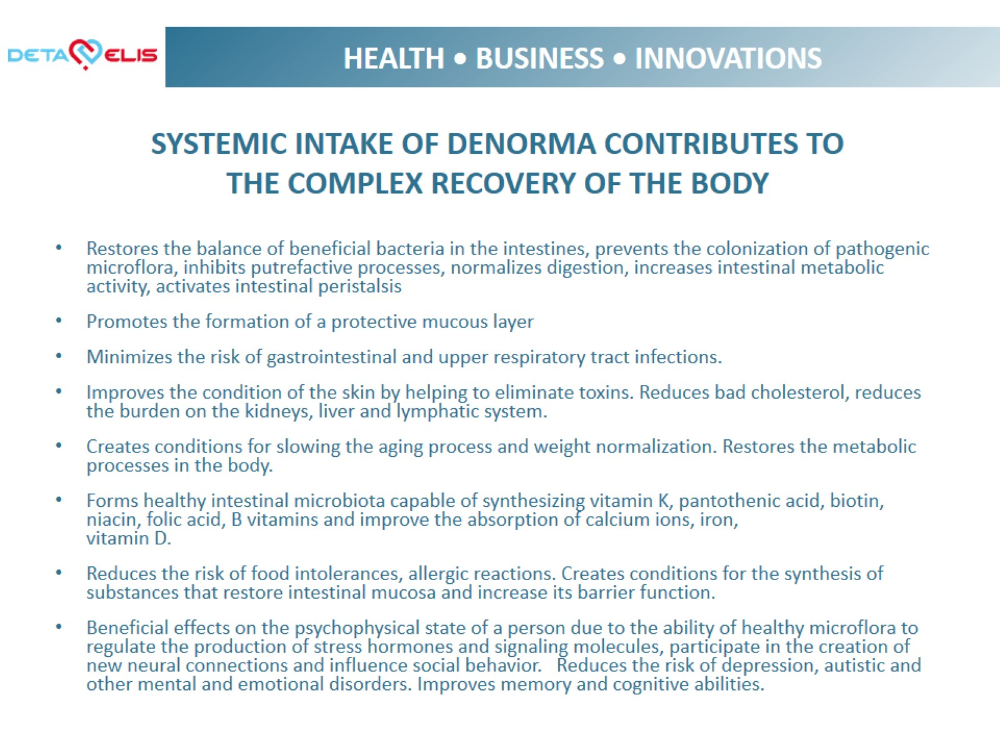 DETA ELIS
HEALTH • BUSINESS • INNOVATIONS
SYSTEMIC INTAKE OF DENORMA CONTRIBUTES TO
THE COMPLEX RECOVERY OF THE BODY
• Restores the balance of beneficial bacteria in the intestines, prevents the colonization of pathogenic
microflora, inhibits putrefactive processes, normalizes digestion, increases intestinal metabolic
activity, activates intestinal peristalsis
• Promotes the formation of a protective mucous layer
• Minimizes the risk of gastrointestinal and upper respiratory tract infections.
• Improves the condition of the skin by helping to eliminate toxins. Reduces bad cholesterol, reduces
the burden on the kidneys, liver and lymphatic system.
• Creates conditions for slowing the aging process and weight normalization. Restores the metabolic
processes in the body.
• Forms healthy intestinal microbiota capable of synthesizing vitamin K, pantothenic acid, biotin,
niacin, folic acid, B vitamins and improve the absorption of calcium ions, iron,
vitamin D.
• Reduces the risk of food intolerances, allergic reactions. Creates conditions for the synthesis of
substances that restore intestinal mucosa and increase its barrier function.
• Beneficial effects on the psychophysical state of a person due to the ability of healthy microflora to
regulate the production of stress hormones and signaling molecules, participate in the creation of
new neural connections and influence social behavior. Reduces the risk of depression, autistic and
other mental and emotional disorders. Improves memory and cognitive abilities.